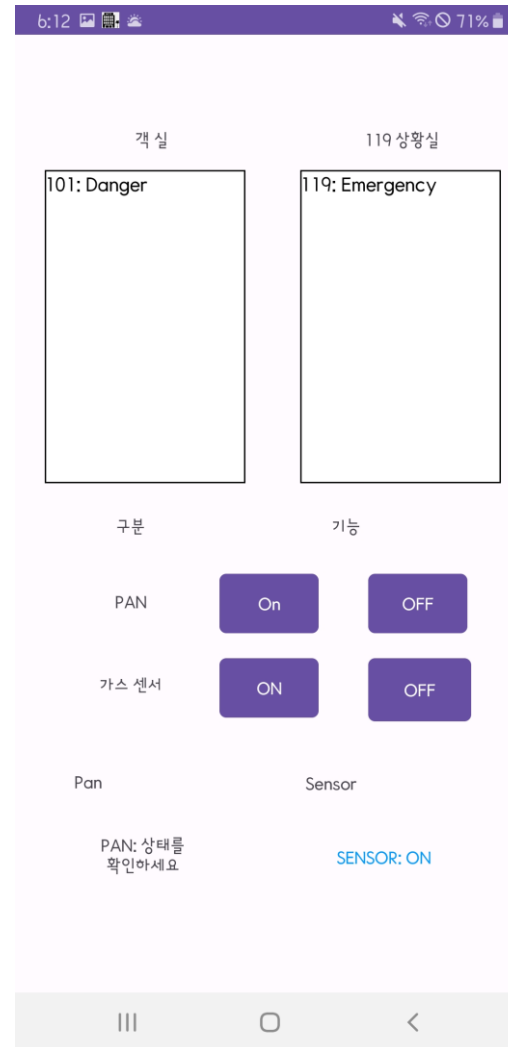 6:12 71%
객 실 119 상황실
101: Danger 119: Emergency
구분 기능
PAN On OFF
가스 센서 ON OFF
Pan Sensor
PAN: 상태를
확인하세요
SENSOR: ON